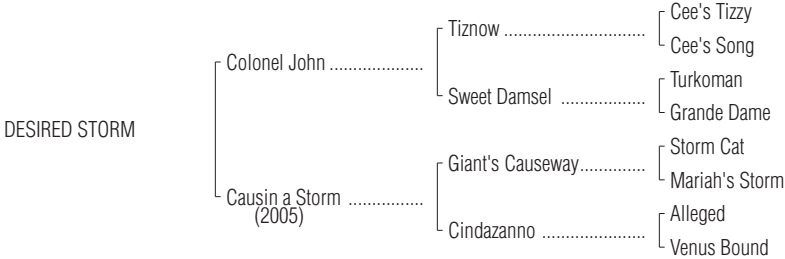 Cee's Tizzy
Tiznow ..............................
Cee's Song
Colonel John ....................
Turkoman
Sweet Damsel ..................
Grande Dame
DESIRED STORM
Storm Cat
Giant's Causeway..............
Mariah's Storm
Causin a Storm ................
(2005)
Alleged
Cindazanno ......................
Venus Bound